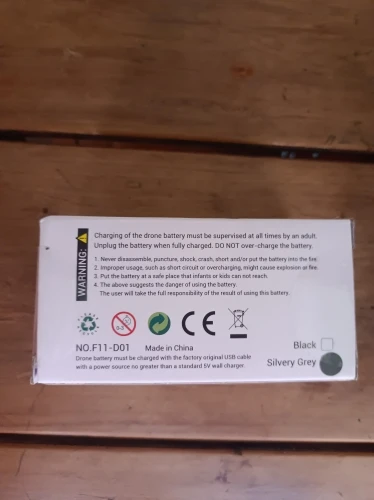 WARNING:
Charging of the drone battery must be supervised at all times by an adult.
Unplug the battery when fully charged. DO NOT over-charge the battery.
1. Never disassemble, puncture, shock, crash, short and/or put the battery into the fire
2. Improper usage, such as short circuit or overcharging, might cause explosion or fire.
3. Put the battery at a safe place that infants or kids can not reach.
4. The above suggests the danger of using the battery.
The user will take the full responsibility of the result of using this battery.
0-3
CE
NO.F11-D01 Made in China
Drone battery must be charged with the factory original USB cable
with a power source no greater than a standard 5V wall charger.
Black
Silvery Grey